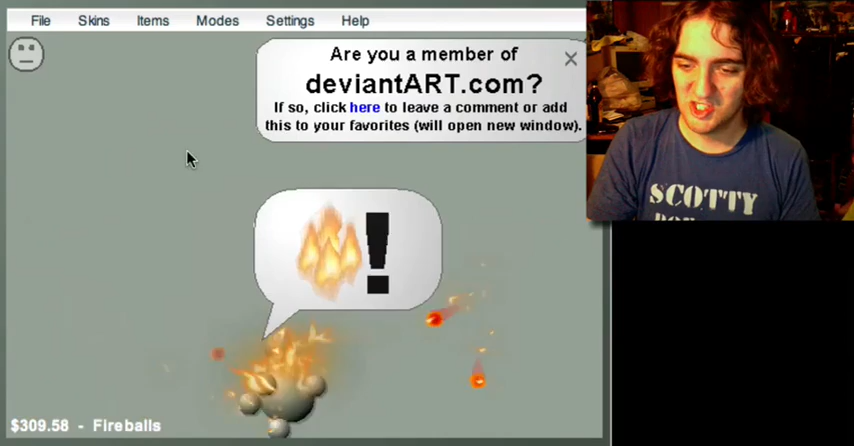 File Skins Items Modes Settings Help
Are you a member of
deviantART.com?
If so, click here to leave a comment or add
this to your favorites (will open new window).
!
SCOTTY
$309.58 - Fireballs